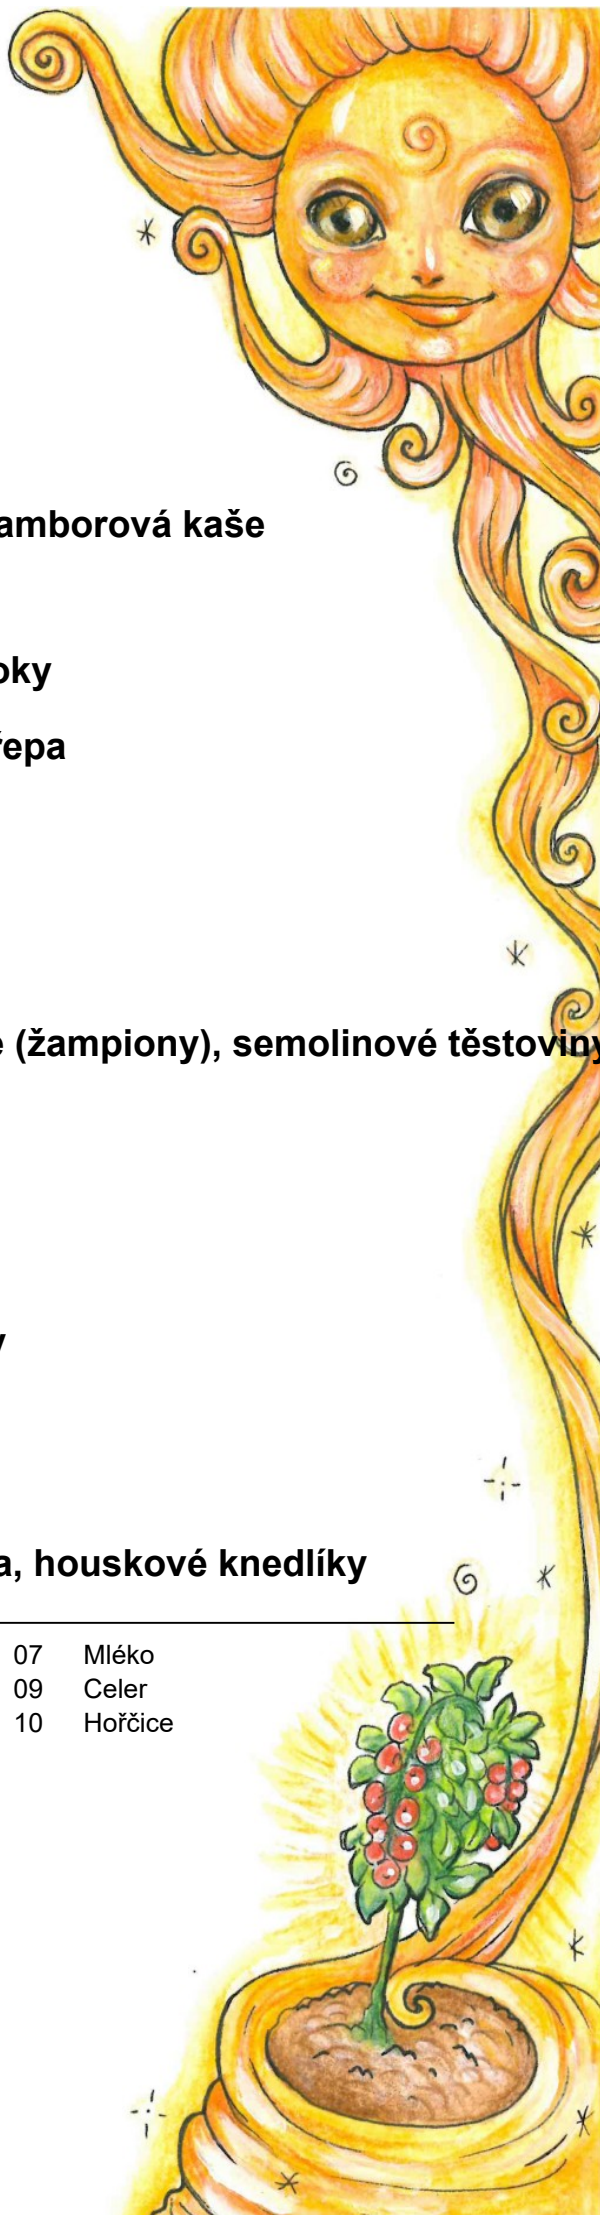 amborová kaše
oky
řepa
e (žampiony), semolinové těstoviny
y
a, houskové knedlíky
07 Mléko
09 Celer
10 Hořčice